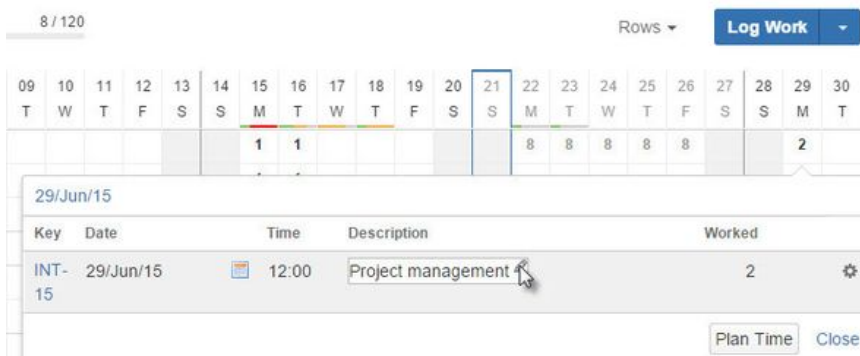 8 / 120
Rows Log Work
09 10 11 12 13 14 15 16 17 18 19 20 21 22 23 24 25 26 27 28 29 30
T W T F S S M T W T F S S M T W T F S S M T
1 1 8 8 8 8 8 2
29/Jun/15
Key Date Time Description Worked
INT- 29/Jun/15 12:00 Project management 2
15
Plan Time Close